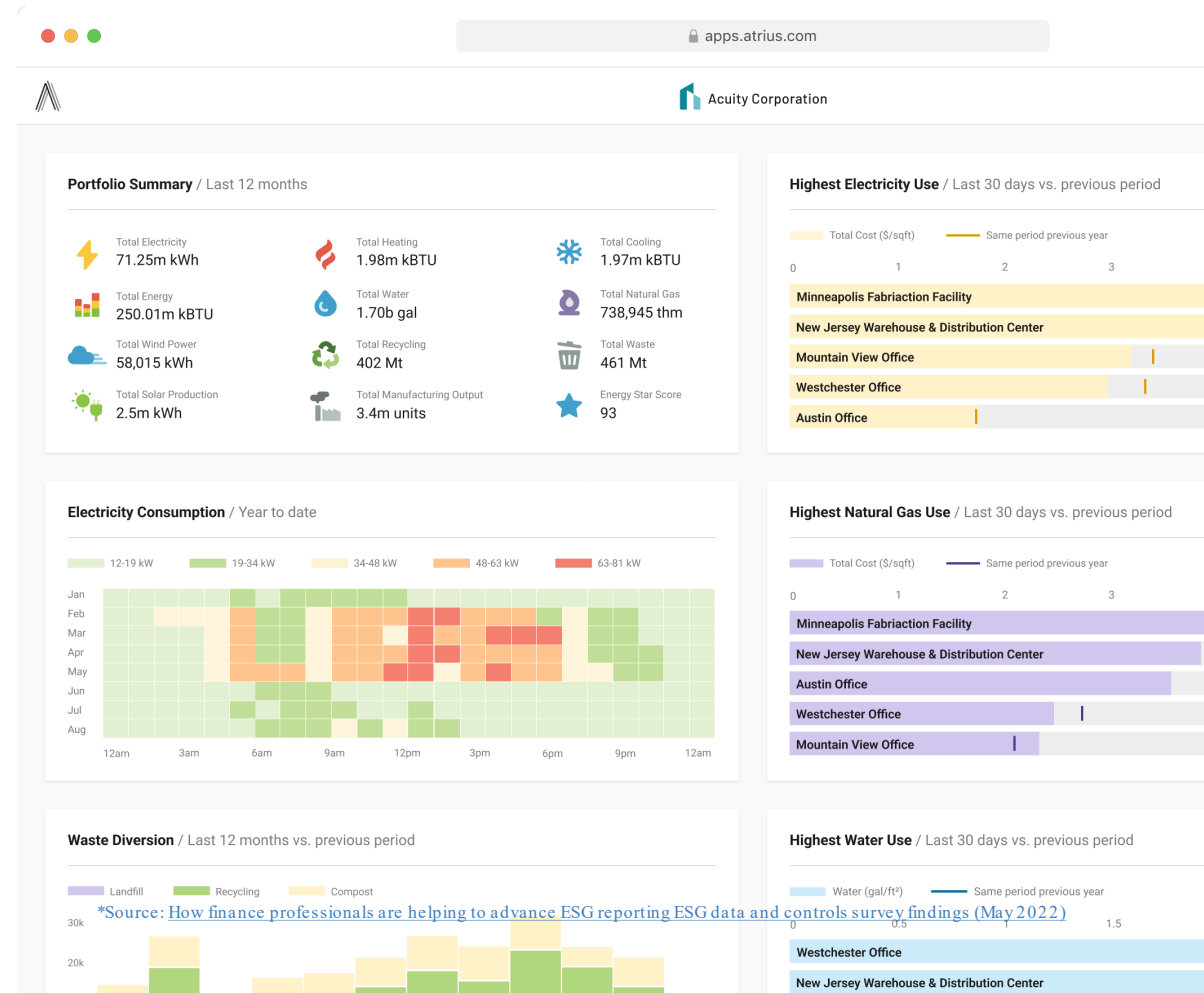 apps.atrius.com
Acuity Corporation
Portfolio Summary / Last 12 months
Total Electricity
71.25m kWh
Total Heating
1.98m kBTU
Total Cooling
1.97m kBTU
Total Energy
250.01m kBTU
Total Water
1.70b gal
Total Natural Gas
738,945 thm
Total Wind Power
58,015 kWh
Total Recycling
402 Mt
Total Waste
461 Mt
Total Solar Production
2.5m kWh
Total Manufacturing Output
3.4m units
Energy Star Score
93
Highest Electricity Use / Last 30 days vs. previous period
Total Cost ($/sqft)
Same period previous year
0 1 2 3
Minneapolis Fabriaction Facility
New Jersey Warehouse & Distribution Center
Mountain View Office
Westchester Office
Austin Office
Electricity Consumption / Year to date
12-19 kW
19-34 kW
34-48 kW
48-63 kW
63-81 kW
Jan
Feb
Mar
Apr
May
Jun
Jul
Aug
12am 3am 6am 9am 12pm 3pm 6pm 9pm 12am
Highest Natural Gas Use / Last 30 days vs. previous period
Total Cost ($/sqft)
Same period previous year
0 1 2 3
Minneapolis Fabriaction Facility
New Jersey Warehouse & Distribution Center
Austin Office
Westchester Office
Mountain View Office
Waste Diversion / Last 12 months vs. previous period
Landfill
Recycling
Compost
*Source: How finance professionals are helping to advance ESG reporting ESG data and controls survey findings (May 2022)
30k
20k
Highest Water Use / Last 30 days vs. previous period
Water (gal/ft²)
Same period previous year
0 0.5 1 1.5
Westchester Office
New Jersey Warehouse & Distribution Center